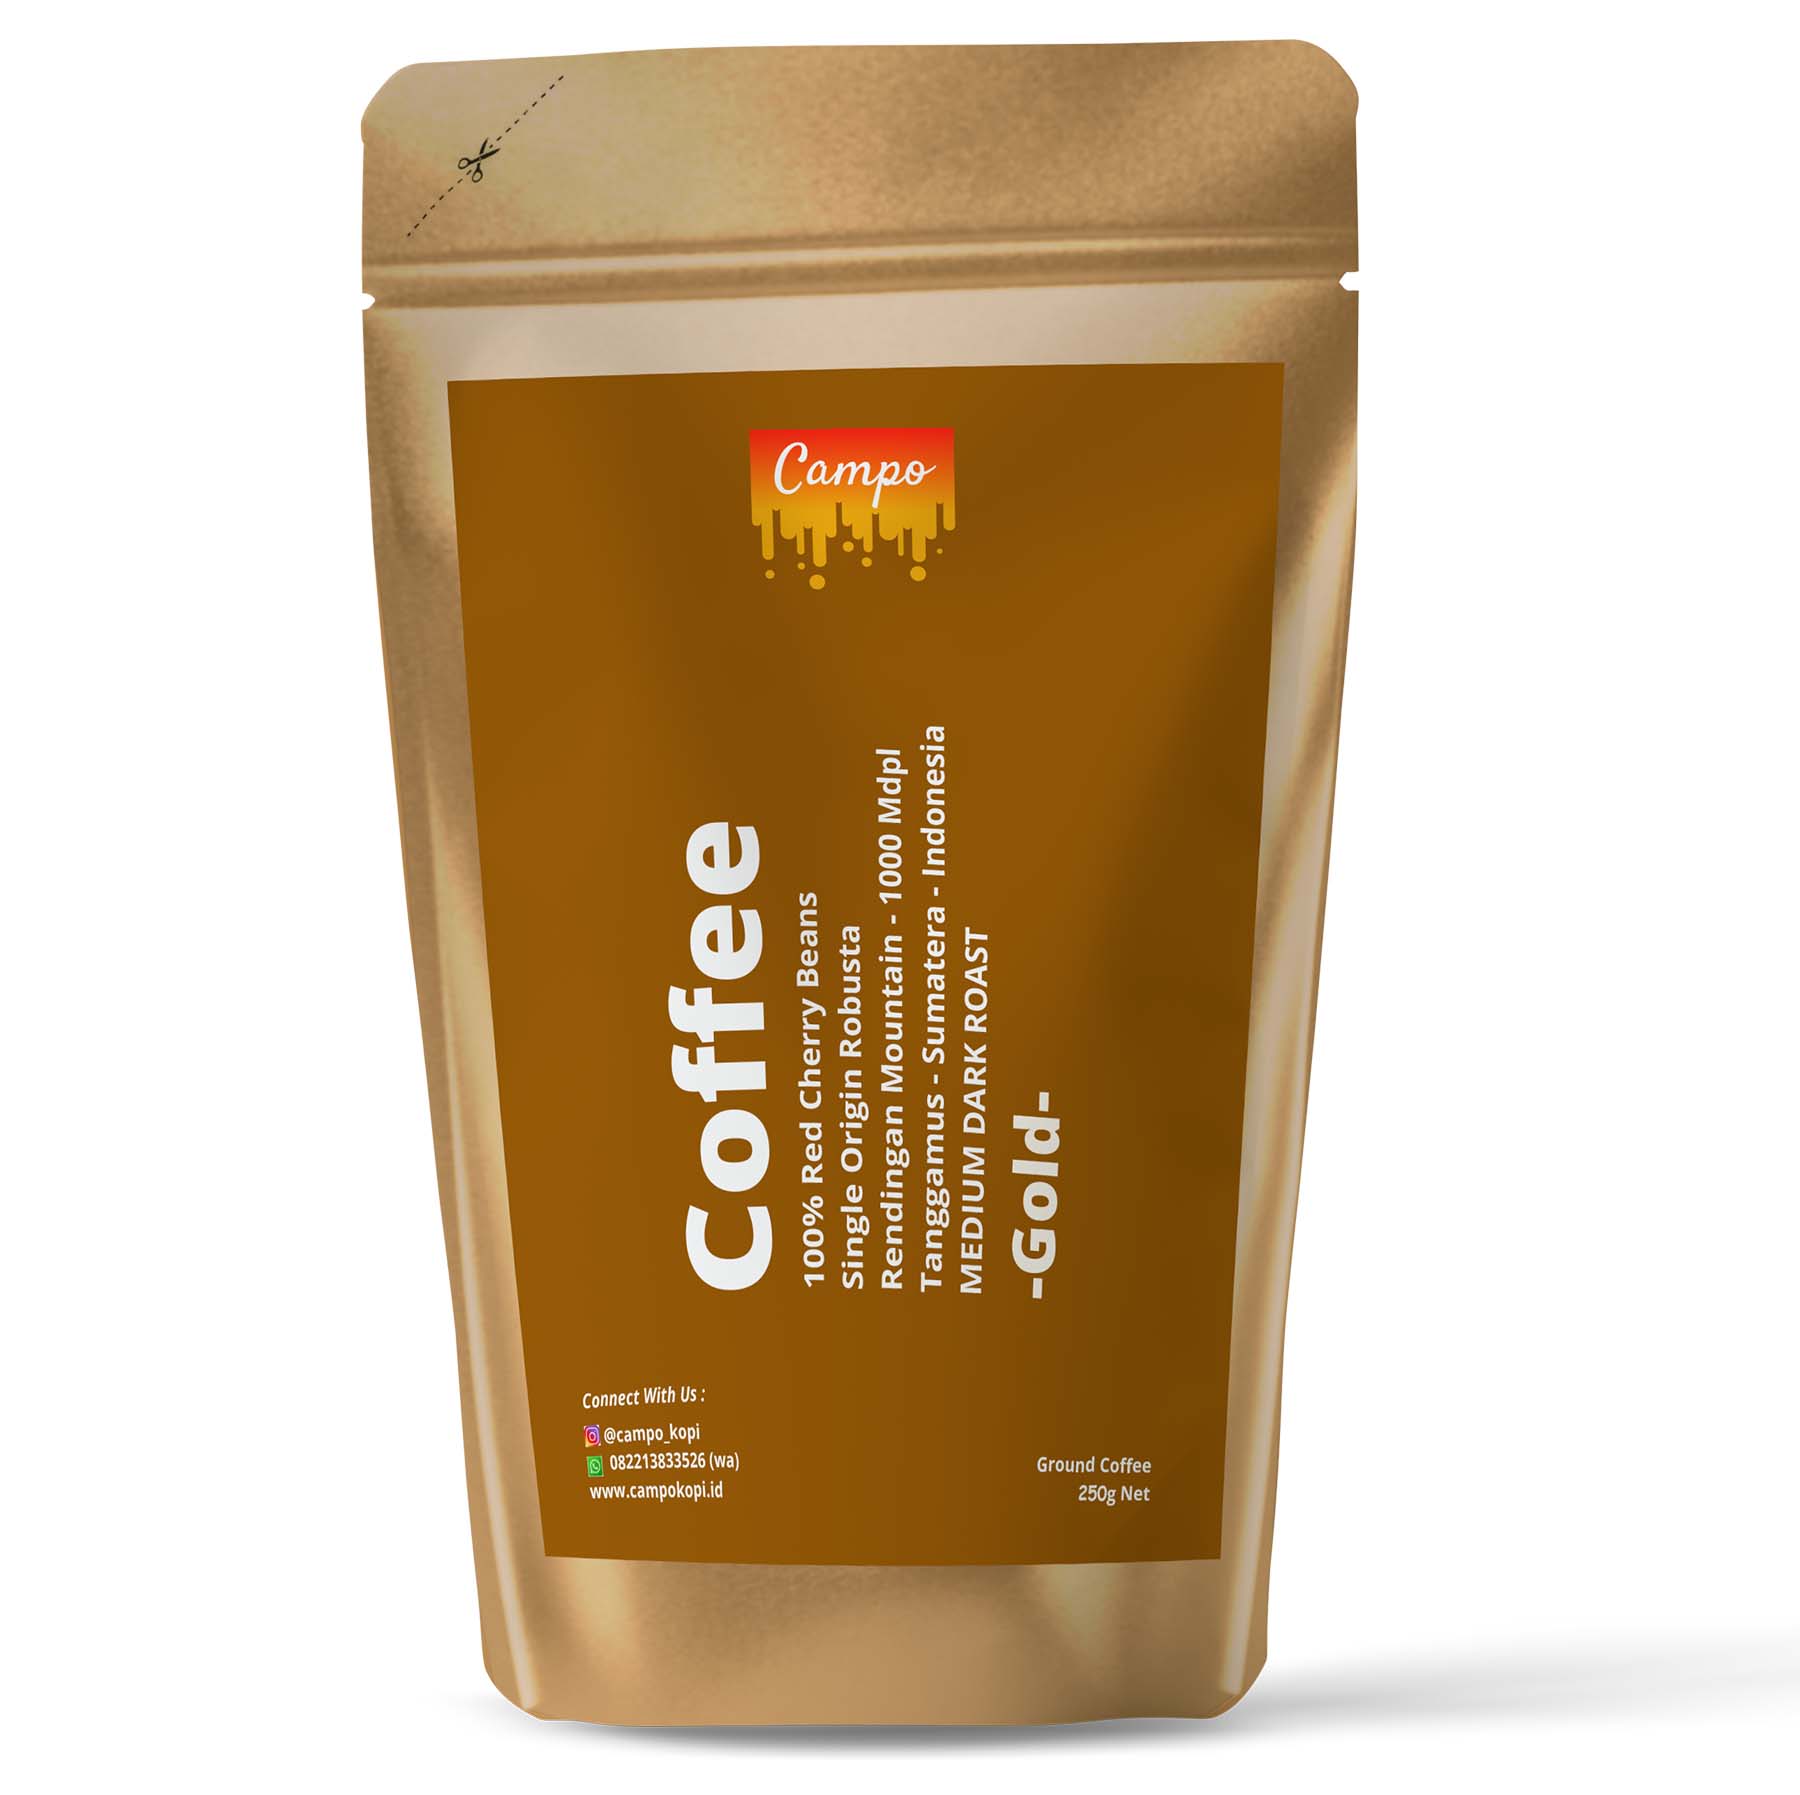 Campo
Coffee
100% Red Cherry Beans
Single Origin Robusta
Rendingan Mountain - 1000 Mdpl
Tanggamus - Sumatera - Indonesia
MEDIUM DARK ROAST
-Gold-
Connect With Us :
@campo_kopi
082213833526 (wa)
www.campokopi.id
Ground Coffee
250g Net